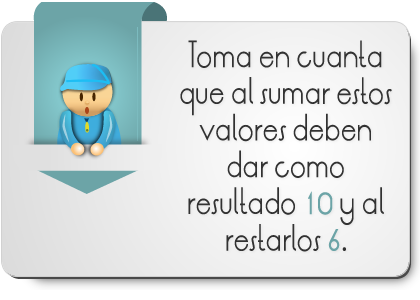 Toma en cuanta
que al sumar estos
valores deben
dar como
resultado 10 y al
restarlos 6.